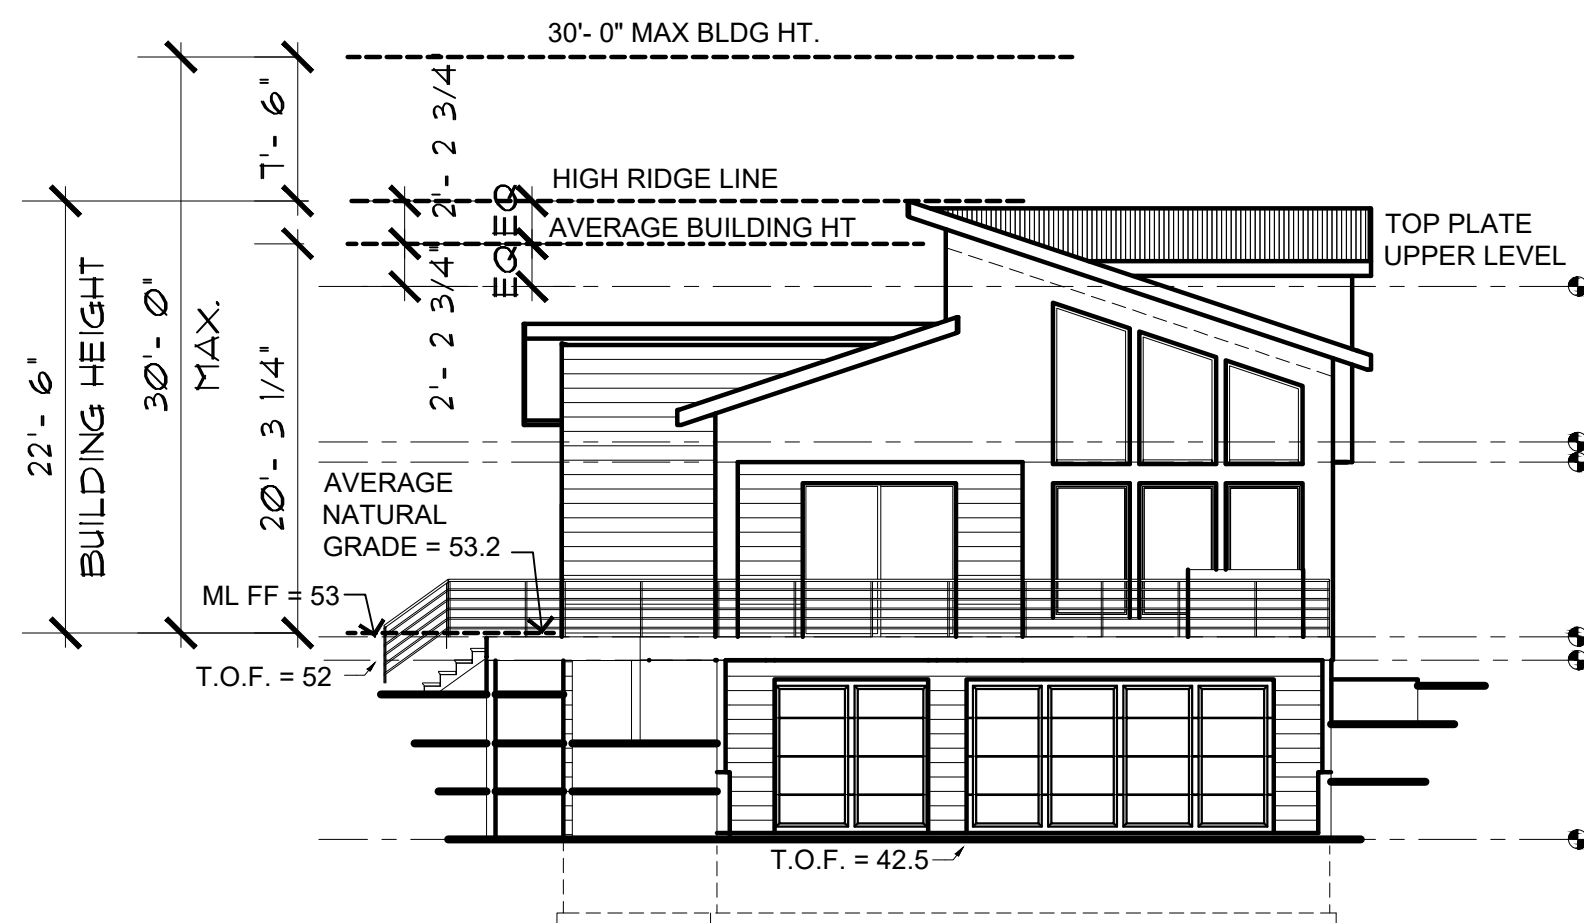 30'- 0" MAX BLDG HT.
7'- 6"
2'- 2 3/4
HIGH RIDGE LINE
EQ
AVERAGE BUILDING HT
EQ
2'- 2 3/4"
TOP PLATE
UPPER LEVEL
22'- 6"
BUILDING HEIGHT
30'- 0"
MAX.
20'- 3 1/4"
AVERAGE
NATURAL
GRADE = 53.2
ML FF = 53
T.O.F. = 52
T.O.F. = 42.5